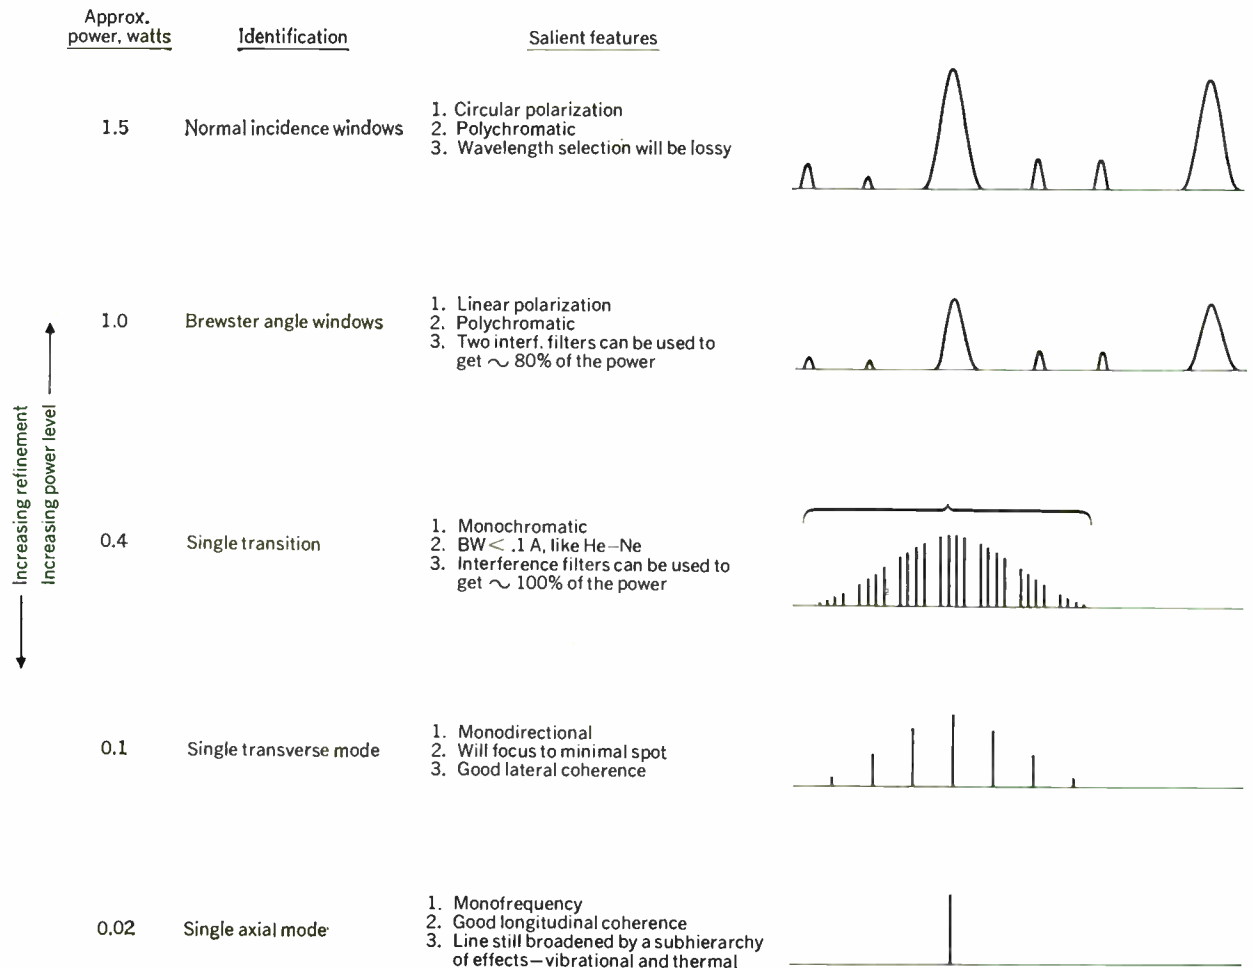 Approx.
power, watts
Identification
Salient features
1.5
Normal incidence windows
1. Circular polarization
2. Polychromatic
3. Wavelength selection will be lossy
1.0
Brewster angle windows
1. Linear polarization
2. Polychromatic
3. Two interf. filters can be used to
get ∼ 80% of the power
Increasing refinement
Increasing power level
0.4
Single transition
1. Monochromatic
2. BW < .1 A, like He–Ne
3. Interference filters can be used to
get ∼ 100% of the power
0.1
Single transverse mode
1. Monodirectional
2. Will focus to minimal spot
3. Good lateral coherence
0.02
Single axial mode
1. Monofrequency
2. Good longitudinal coherence
3. Line still broadened by a subhierarchy
of effects—vibrational and thermal